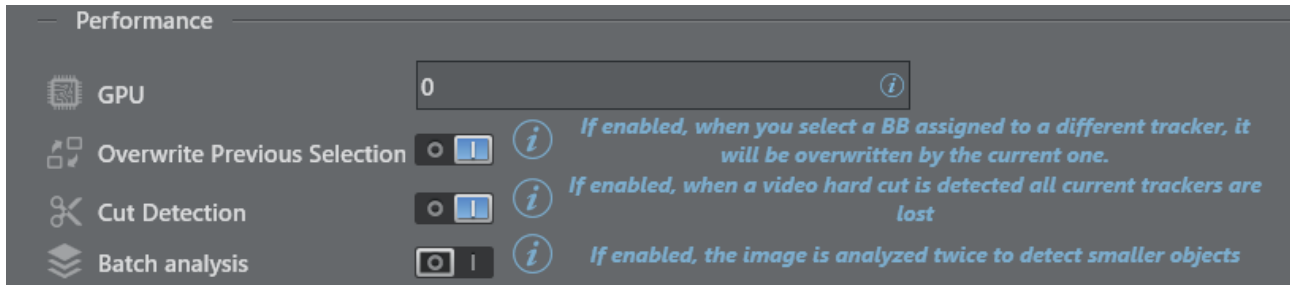 Performance
GPU
0
Overwrite Previous Selection
If enabled, when you select a BB assigned to a different tracker, it
will be overwritten by the current one.
Cut Detection
If enabled, when a video hard cut is detected all current trackers are
lost
Batch analysis
If enabled, the image is analyzed twice to detect smaller objects